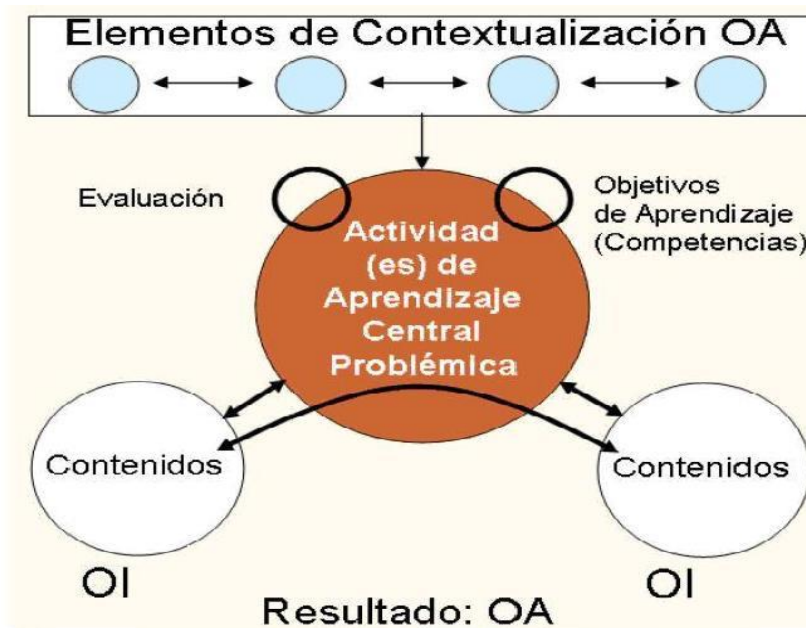 Elementos de Contextualización OA
Evaluación
Objetivos
de Aprendizaje
(Competencias)
Actividad
(es) de
Aprendizaje
Central
Problémica
Contenidos
Contenidos
OI
OI
Resultado: OA